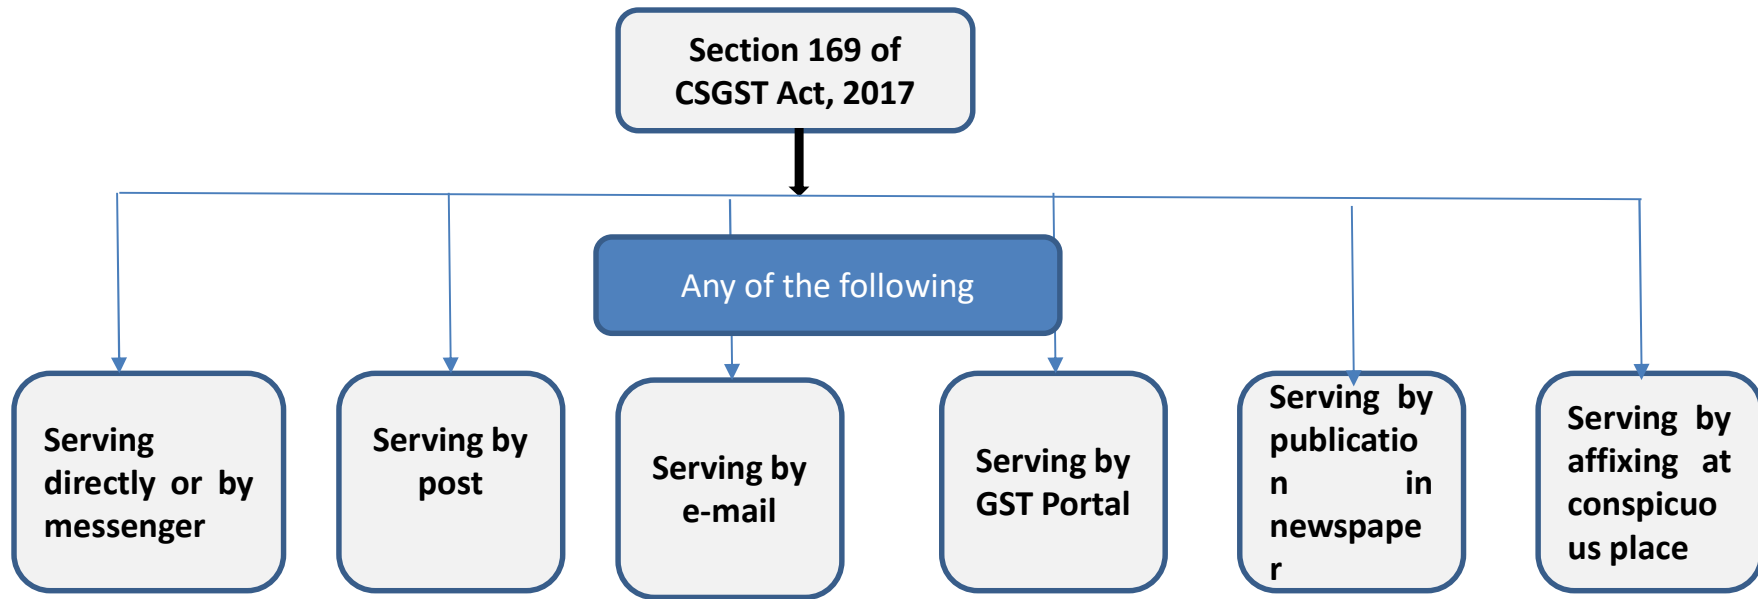 Section 169 of
CSGST Act, 2017
Any of the following
Serving
directly or by
messenger
Serving by
post
Serving by
e-mail
Serving by
GST Portal
Serving by
publicatio
n in
newspape
r
Serving by
affixing at
conspicuo
us place